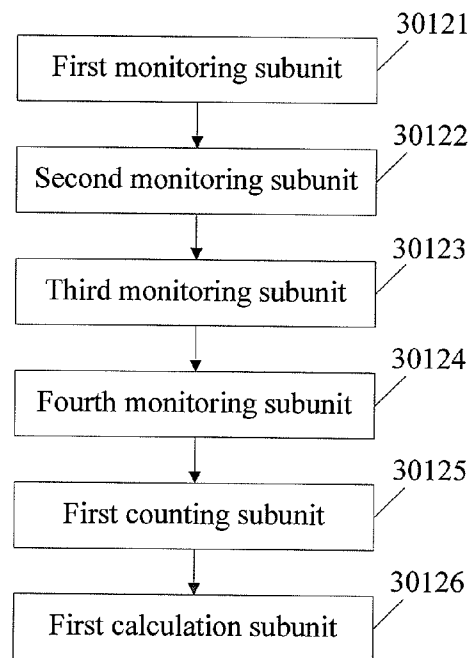 30121
First monitoring subunit
30122
Second monitoring subunit
30123
Third monitoring subunit
30124
Fourth monitoring subunit
30125
First counting subunit
30126
First calculation subunit